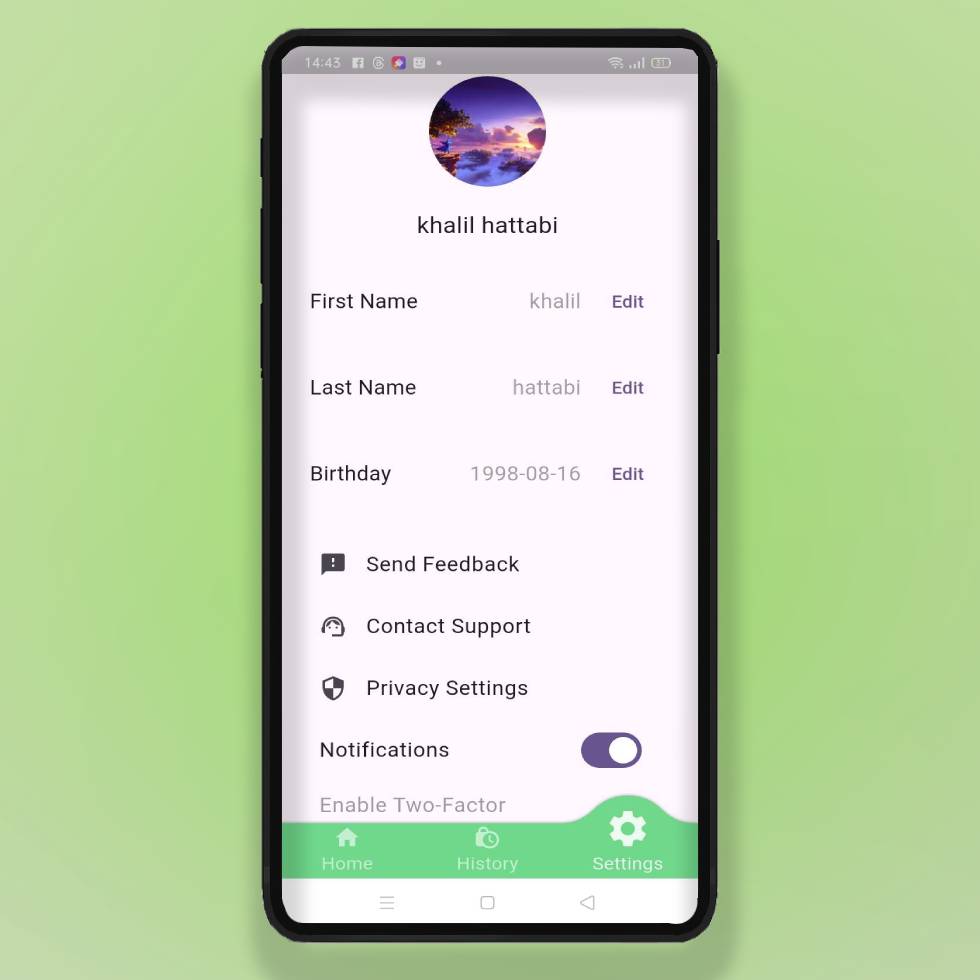 14:43 31
khalil hattabi
First Name khalil Edit
Last Name hattabi Edit
Birthday 1998-08-16 Edit
Send Feedback
Contact Support
Privacy Settings
Notifications
Enable Two-Factor
Home History Settings